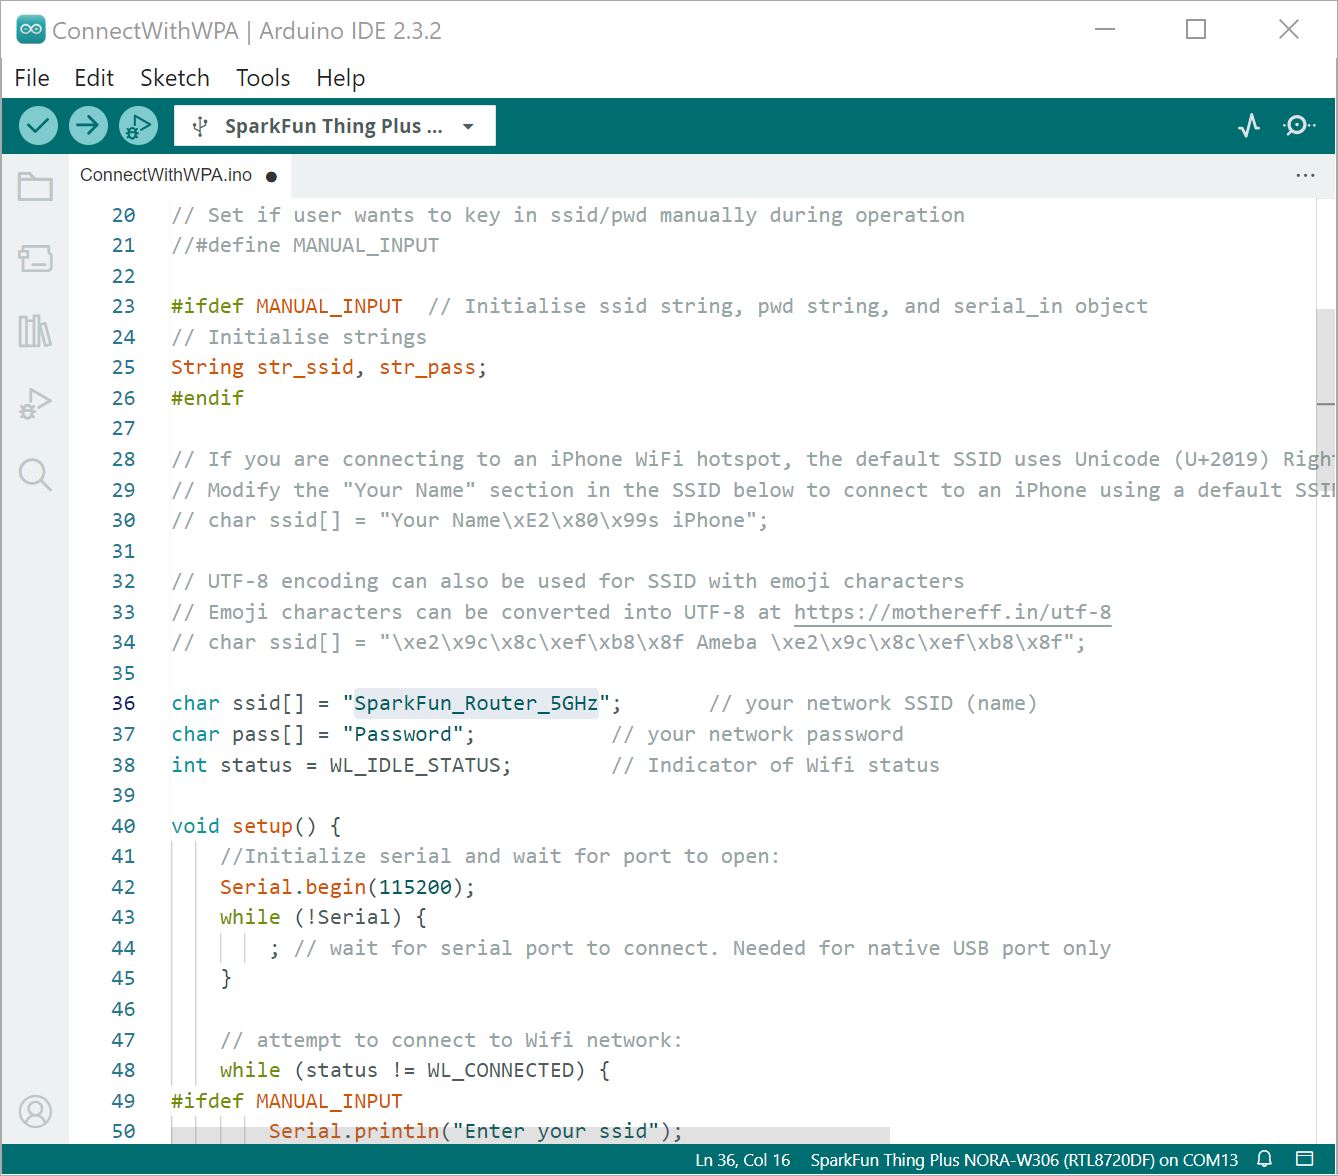 ConnectWithWPA | Arduino IDE 2.3.2
File Edit Sketch Tools Help
SparkFun Thing Plus ...
ConnectWithWPA.ino
20 // Set if user wants to key in ssid/pwd manually during operation
21 //#define MANUAL_INPUT
22
23 #ifdef MANUAL_INPUT  // Initialise ssid string, pwd string, and serial_in object
24 // Initialise strings
25 String str_ssid, str_pass;
26 #endif
27
28 // If you are connecting to an iPhone WiFi hotspot, the default SSID uses Unicode (U+2019) Righ
29 // Modify the "Your Name" section in the SSID below to connect to an iPhone using a default SSI
30 // char ssid[] = "Your Name\xE2\x80\x99s iPhone";
31
32 // UTF-8 encoding can also be used for SSID with emoji characters
33 // Emoji characters can be converted into UTF-8 at https://mothereff.in/utf-8
34 // char ssid[] = "\xe2\x9c\x8c\xef\xb8\x8f Ameba \xe2\x9c\x8c\xef\xb8\x8f";
35
36 char ssid[] = "SparkFun_Router_5GHz";       // your network SSID (name)
37 char pass[] = "Password";           // your network password
38 int status = WL_IDLE_STATUS;        // Indicator of Wifi status
39
40 void setup() {
41     //Initialize serial and wait for port to open:
42     Serial.begin(115200);
43     while (!Serial) {
44         ; // wait for serial port to connect. Needed for native USB port only
45     }
46
47     // attempt to connect to Wifi network:
48     while (status != WL_CONNECTED) {
49 #ifdef MANUAL_INPUT
50         Serial.println("Enter your ssid");
Ln 36, Col 16 SparkFun Thing Plus NORA-W306 (RTL8720DF) on COM13